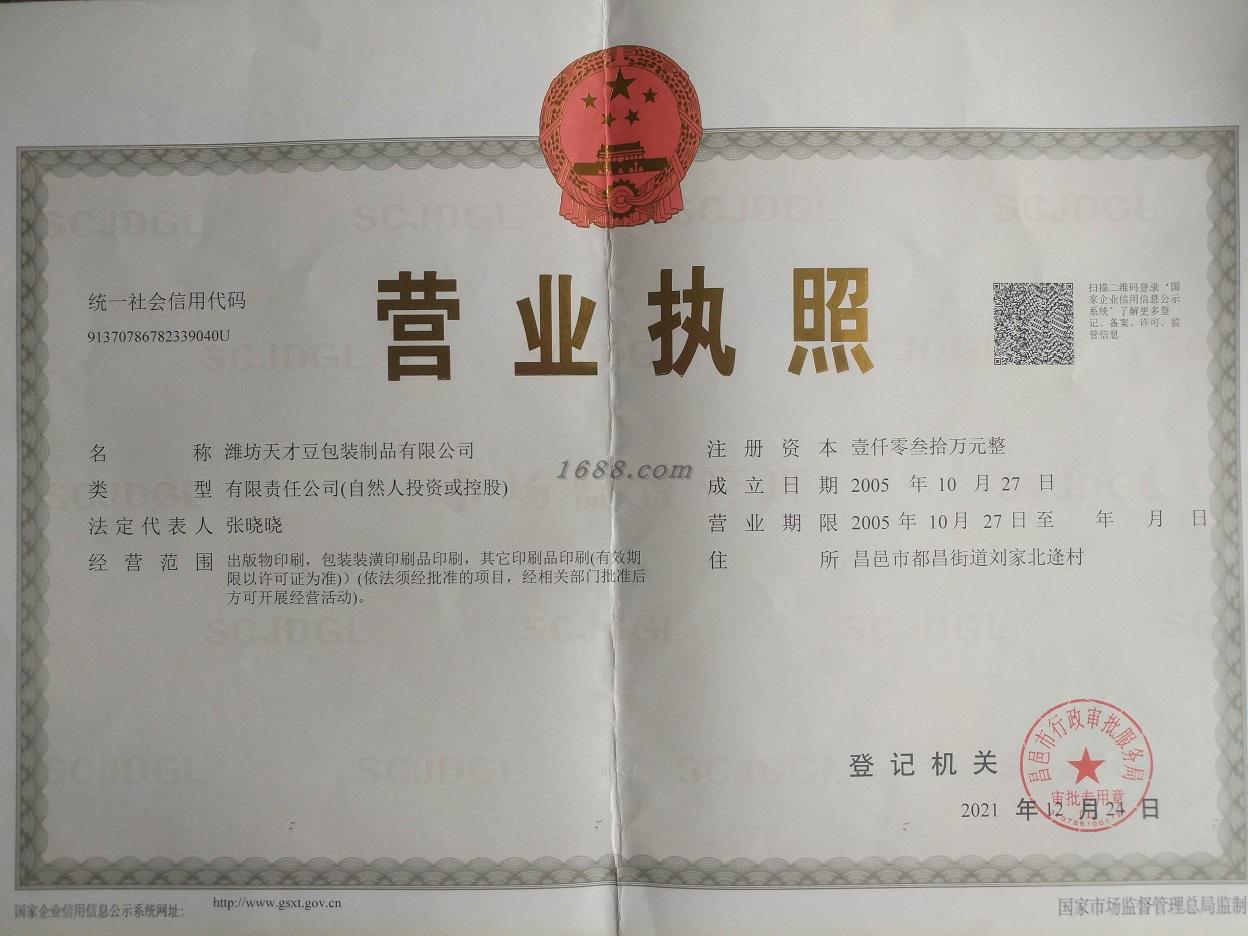 SCJDGL SCJDGL SCJDGL SCJDGL
营业执照
统一社会信用代码
91370786782339040U
扫描二维码登录‘国
家企业信用信息公示
系统’了解更多登
记、备案、许可、监
管信息
名称 潍坊天才豆包装制品有限公司
类型 有限责任公司(自然人投资或控股)
法定代表人 张晓晓
经营范围 出版物印刷，包装装潢印刷品印刷，其它印刷品印刷(有效期
限以许可证为准)）(依法须经批准的项目，经相关部门批准后
方可开展经营活动)。
1688.com
注册资本 壹仟零叁拾万元整
成立日期 2005 年 10 月 27 日
营业期限 2005 年 10月 27 日 至 年 月 日
住所 昌邑市都昌街道刘家北逄村
SCJDGL SCJDGL SCJDGL SC
SCJDGL SCJDGL SCJDGL SCJDGL
登记机关
昌邑市行政审批服务局
审批专用章
2021 年 12 月 24 日
国家企业信用信息公示系统网址：
http://www.gsxt.gov.cn
国家市场监督管理总局监制